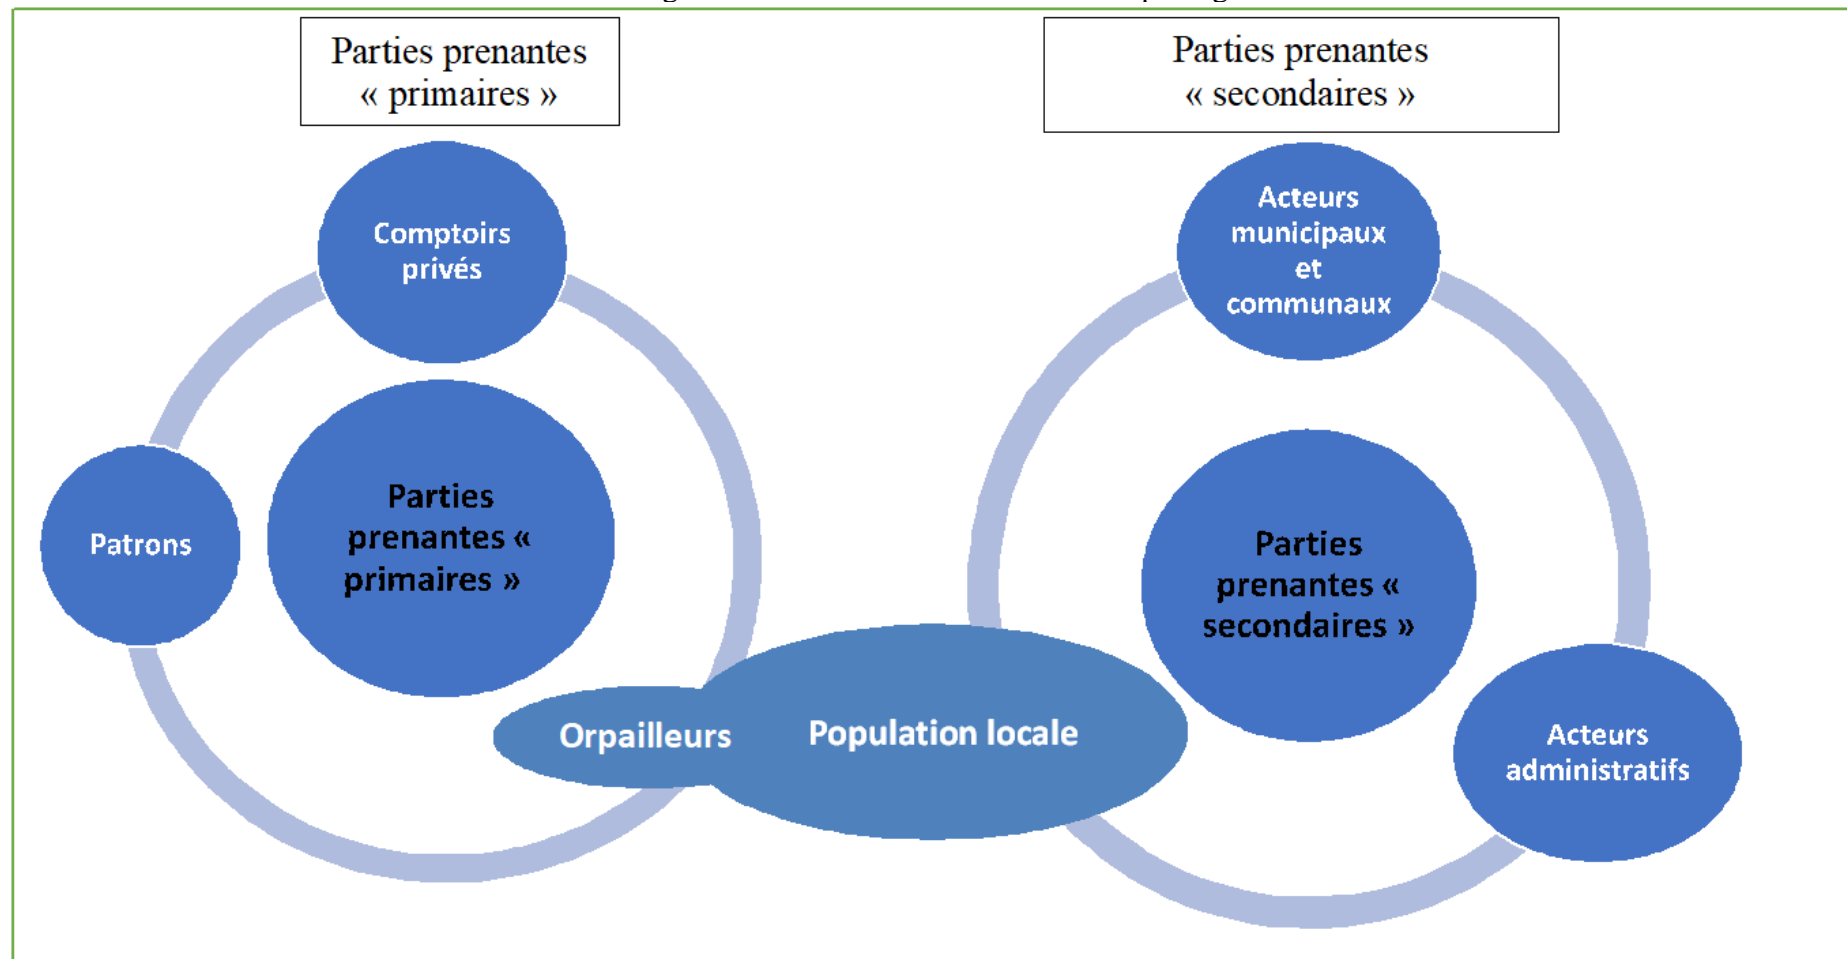 Parties prenantes
« primaires »
Parties prenantes
« secondaires »
Comptoirs
privés
Acteurs
municipaux
et
communaux
Patrons
Parties
prenantes «
primaires »
Parties
prenantes «
secondaires »
Orpailleurs
Population locale
Acteurs
administratifs